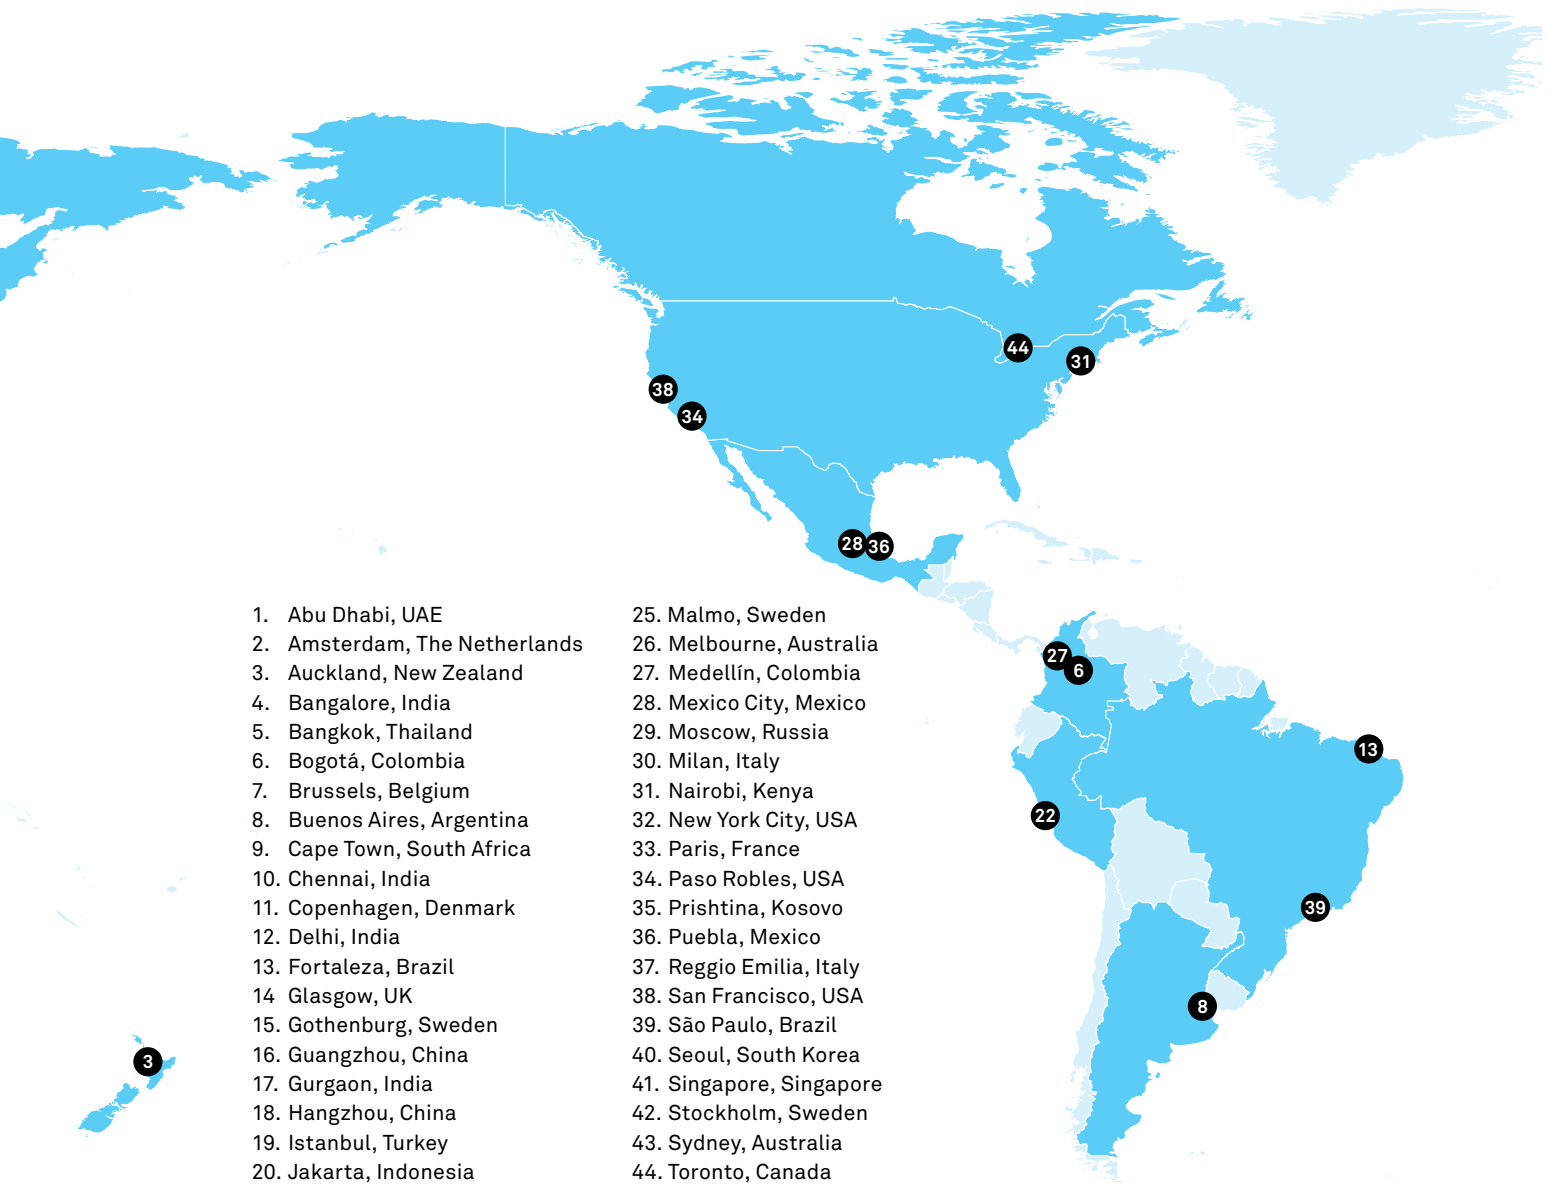 44
31
38
34
28 36
27
6
13
22
39
8
3
1. Abu Dhabi, UAE
2. Amsterdam, The Netherlands
3. Auckland, New Zealand
4. Bangalore, India
5. Bangkok, Thailand
6. Bogotá, Colombia
7. Brussels, Belgium
8. Buenos Aires, Argentina
9. Cape Town, South Africa
10. Chennai, India
11. Copenhagen, Denmark
12. Delhi, India
13. Fortaleza, Brazil
14 Glasgow, UK
15. Gothenburg, Sweden
16. Guangzhou, China
17. Gurgaon, India
18. Hangzhou, China
19. Istanbul, Turkey
20. Jakarta, Indonesia
25. Malmo, Sweden
26. Melbourne, Australia
27. Medellín, Colombia
28. Mexico City, Mexico
29. Moscow, Russia
30. Milan, Italy
31. Nairobi, Kenya
32. New York City, USA
33. Paris, France
34. Paso Robles, USA
35. Prishtina, Kosovo
36. Puebla, Mexico
37. Reggio Emilia, Italy
38. San Francisco, USA
39. São Paulo, Brazil
40. Seoul, South Korea
41. Singapore, Singapore
42. Stockholm, Sweden
43. Sydney, Australia
44. Toronto, Canada